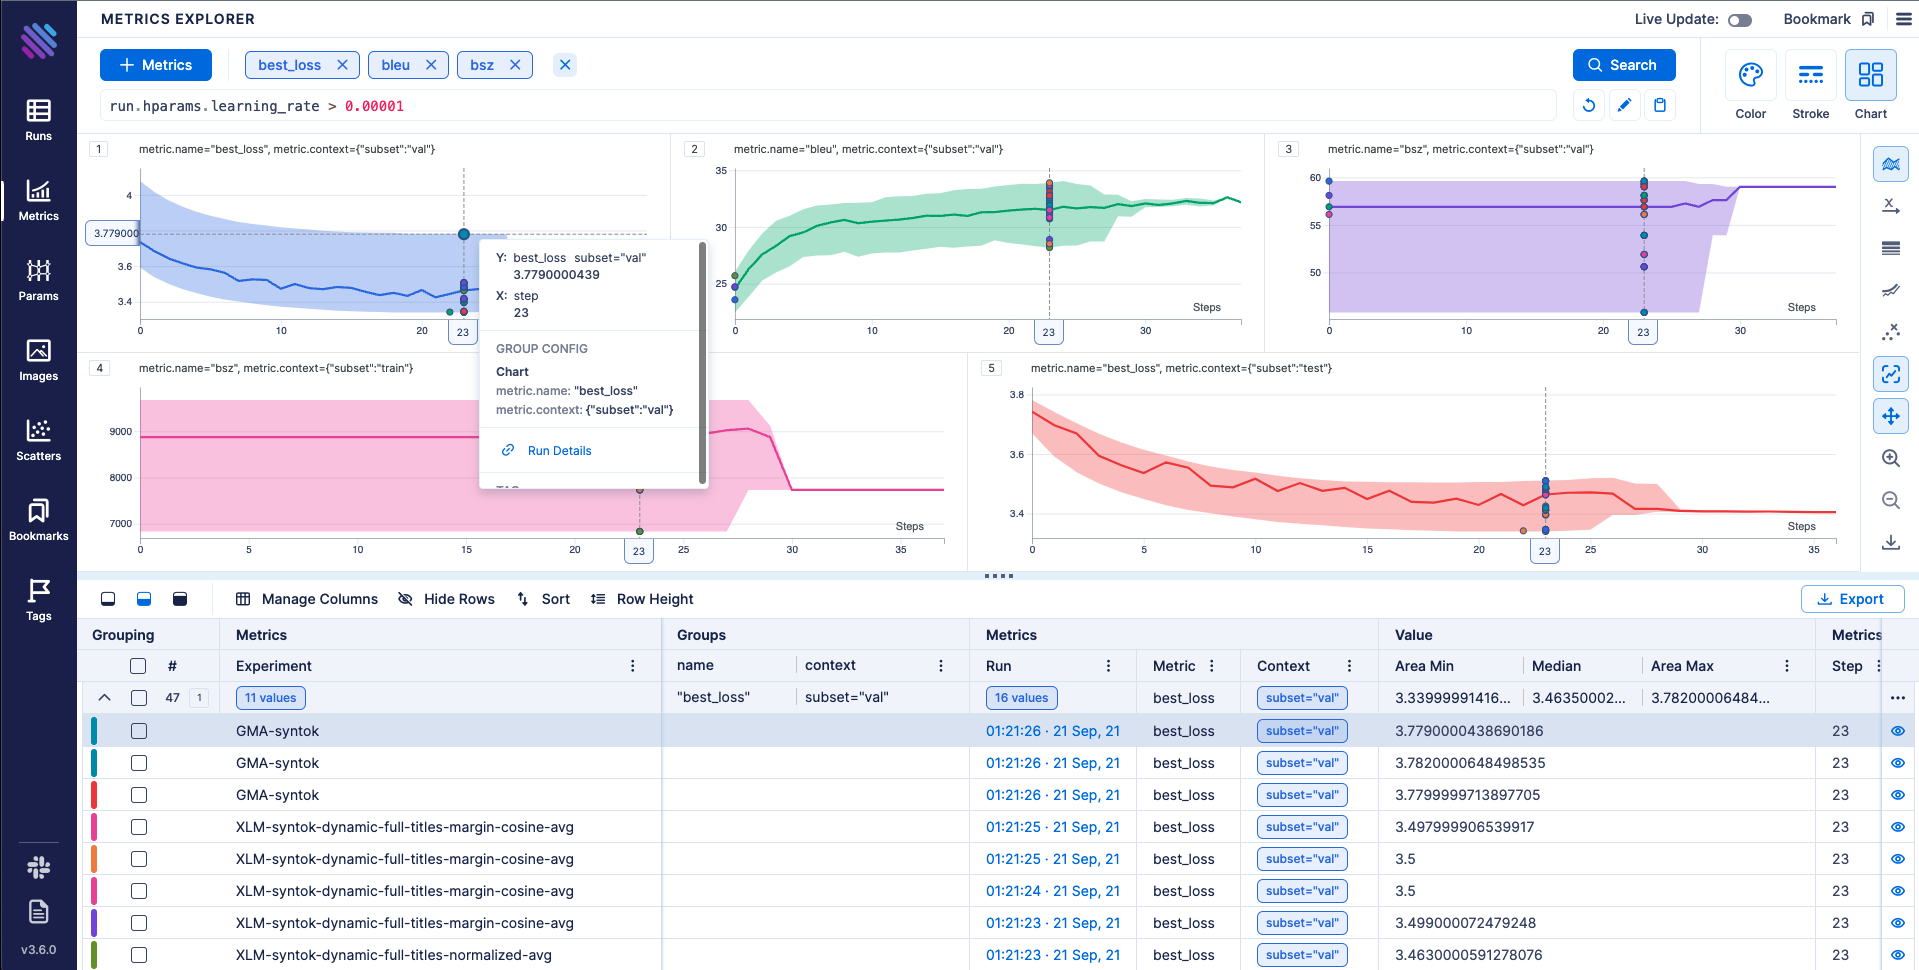 METRICS EXPLORER
Live Update:
Bookmark
Metrics
best_loss
bleu
bsz
Search
run.hparams.learning_rate > 0.00001
Color
Stroke
Chart
Runs
Metrics
Params
Images
Scatters
Bookmarks
Tags
v3.6.0
1
metric.name="best_loss", metric.context={"subset":"val"}
4
3.779000
3.6
3.4
0
10
20
23
2
metric.name="bleu", metric.context={"subset":"val"}
35
30
25
Steps
0
10
20
23
30
3
metric.name="bsz", metric.context={"subset":"val"}
60
55
50
Steps
0
10
20
23
30
Y: best_loss subset="val"
3.7790000439
X: step
23
GROUP CONFIG
Chart
metric.name: "best_loss"
metric.context: {"subset":"val"}
Run Details
4
metric.name="bsz", metric.context={"subset":"train"}
9000
8000
7000
Steps
0
5
10
15
20
23
25
30
35
5
metric.name="best_loss", metric.context={"subset":"test"}
3.8
3.6
3.4
Steps
0
5
10
15
20
23
25
30
35
Manage Columns
Hide Rows
Sort
Row Height
Export
Grouping Metrics Groups Metrics Value Metrics
# Experiment name context Run Metric Context Area Min Median Area Max Step
47 1 11 values "best_loss" subset="val" 16 values best_loss subset="val" 3.33999991416... 3.46350002... 3.78200006484...
GMA-syntok 01:21:26 · 21 Sep, 21 best_loss subset="val" 3.7790000438690186 23
GMA-syntok 01:21:26 · 21 Sep, 21 best_loss subset="val" 3.7820000648498535 23
GMA-syntok 01:21:26 · 21 Sep, 21 best_loss subset="val" 3.7799999713897705 23
XLM-syntok-dynamic-full-titles-margin-cosine-avg 01:21:25 · 21 Sep, 21 best_loss subset="val" 3.497999906539917 23
XLM-syntok-dynamic-full-titles-margin-cosine-avg 01:21:25 · 21 Sep, 21 best_loss subset="val" 3.5 23
XLM-syntok-dynamic-full-titles-margin-cosine-avg 01:21:24 · 21 Sep, 21 best_loss subset="val" 3.5 23
XLM-syntok-dynamic-full-titles-margin-cosine-avg 01:21:23 · 21 Sep, 21 best_loss subset="val" 3.499000072479248 23
XLM-syntok-dynamic-full-titles-normalized-avg 01:21:23 · 21 Sep, 21 best_loss subset="val" 3.4630000591278076 23